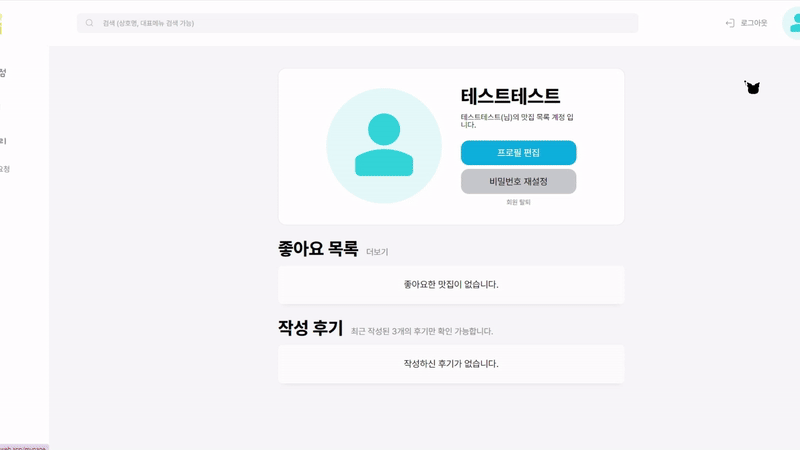 검색 (상호명, 대표메뉴 검색 가능)
로그아웃
테스트테스트
테스트테스트(님)의 맛집 목록 계정 입
니다.
프로필 편집
비밀번호 재설정
회원 탈퇴
좋아요 목록 더보기
좋아요한 맛집이 없습니다.
작성 후기 최근 작성된 3개의 후기만 확인 가능합니다.
작성하신 후기가 없습니다.